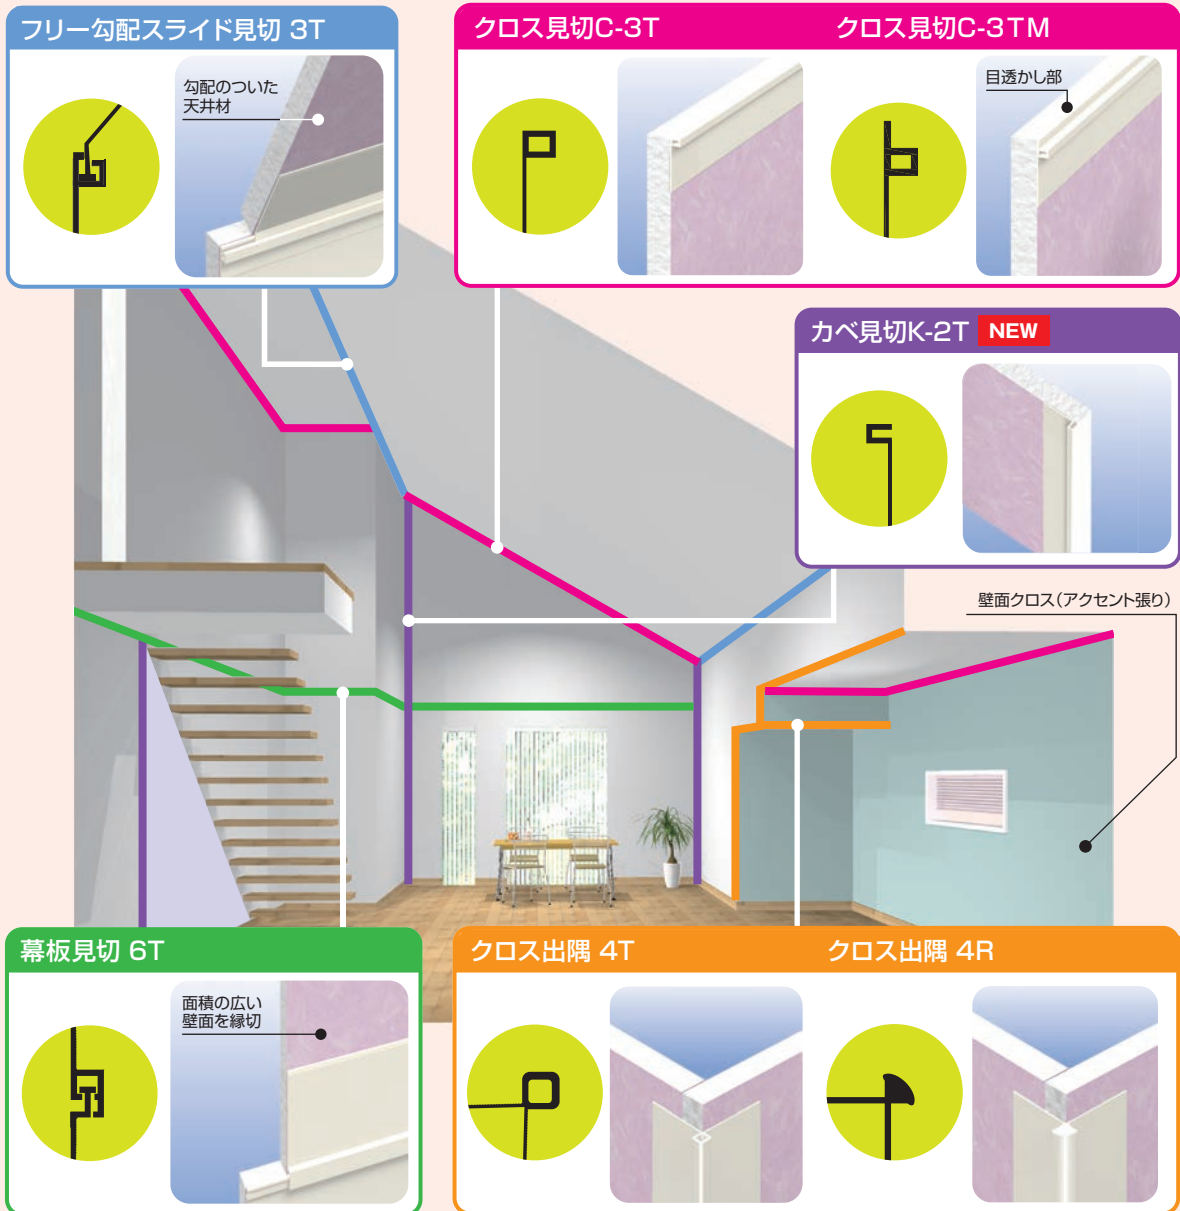 フリー勾配スライド見切 3T
勾配のついた
天井材
クロス見切C-3T
クロス見切C-3TM
目透かし部
カベ見切K-2T NEW
壁面クロス(アクセント張り)
幕板見切 6T
面積の広い
壁面を縁切
クロス出隅 4T
クロス出隅 4R